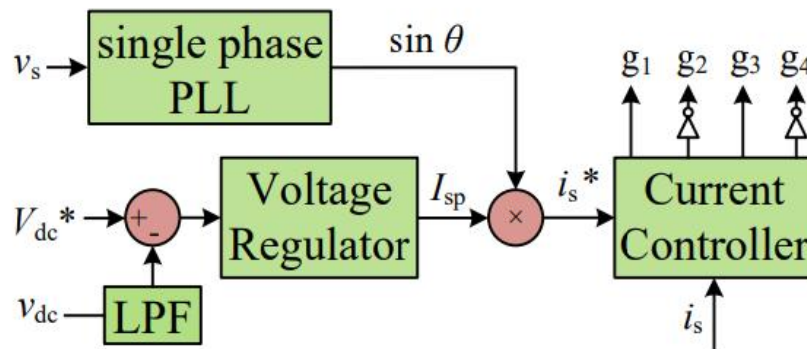 single phase
PLL
sin θ
vs
g1 g2 g3 g4
Vdc*
+
-
Voltage
Regulator
Isp
×
is*
Current
Controller
vdc
LPF
is